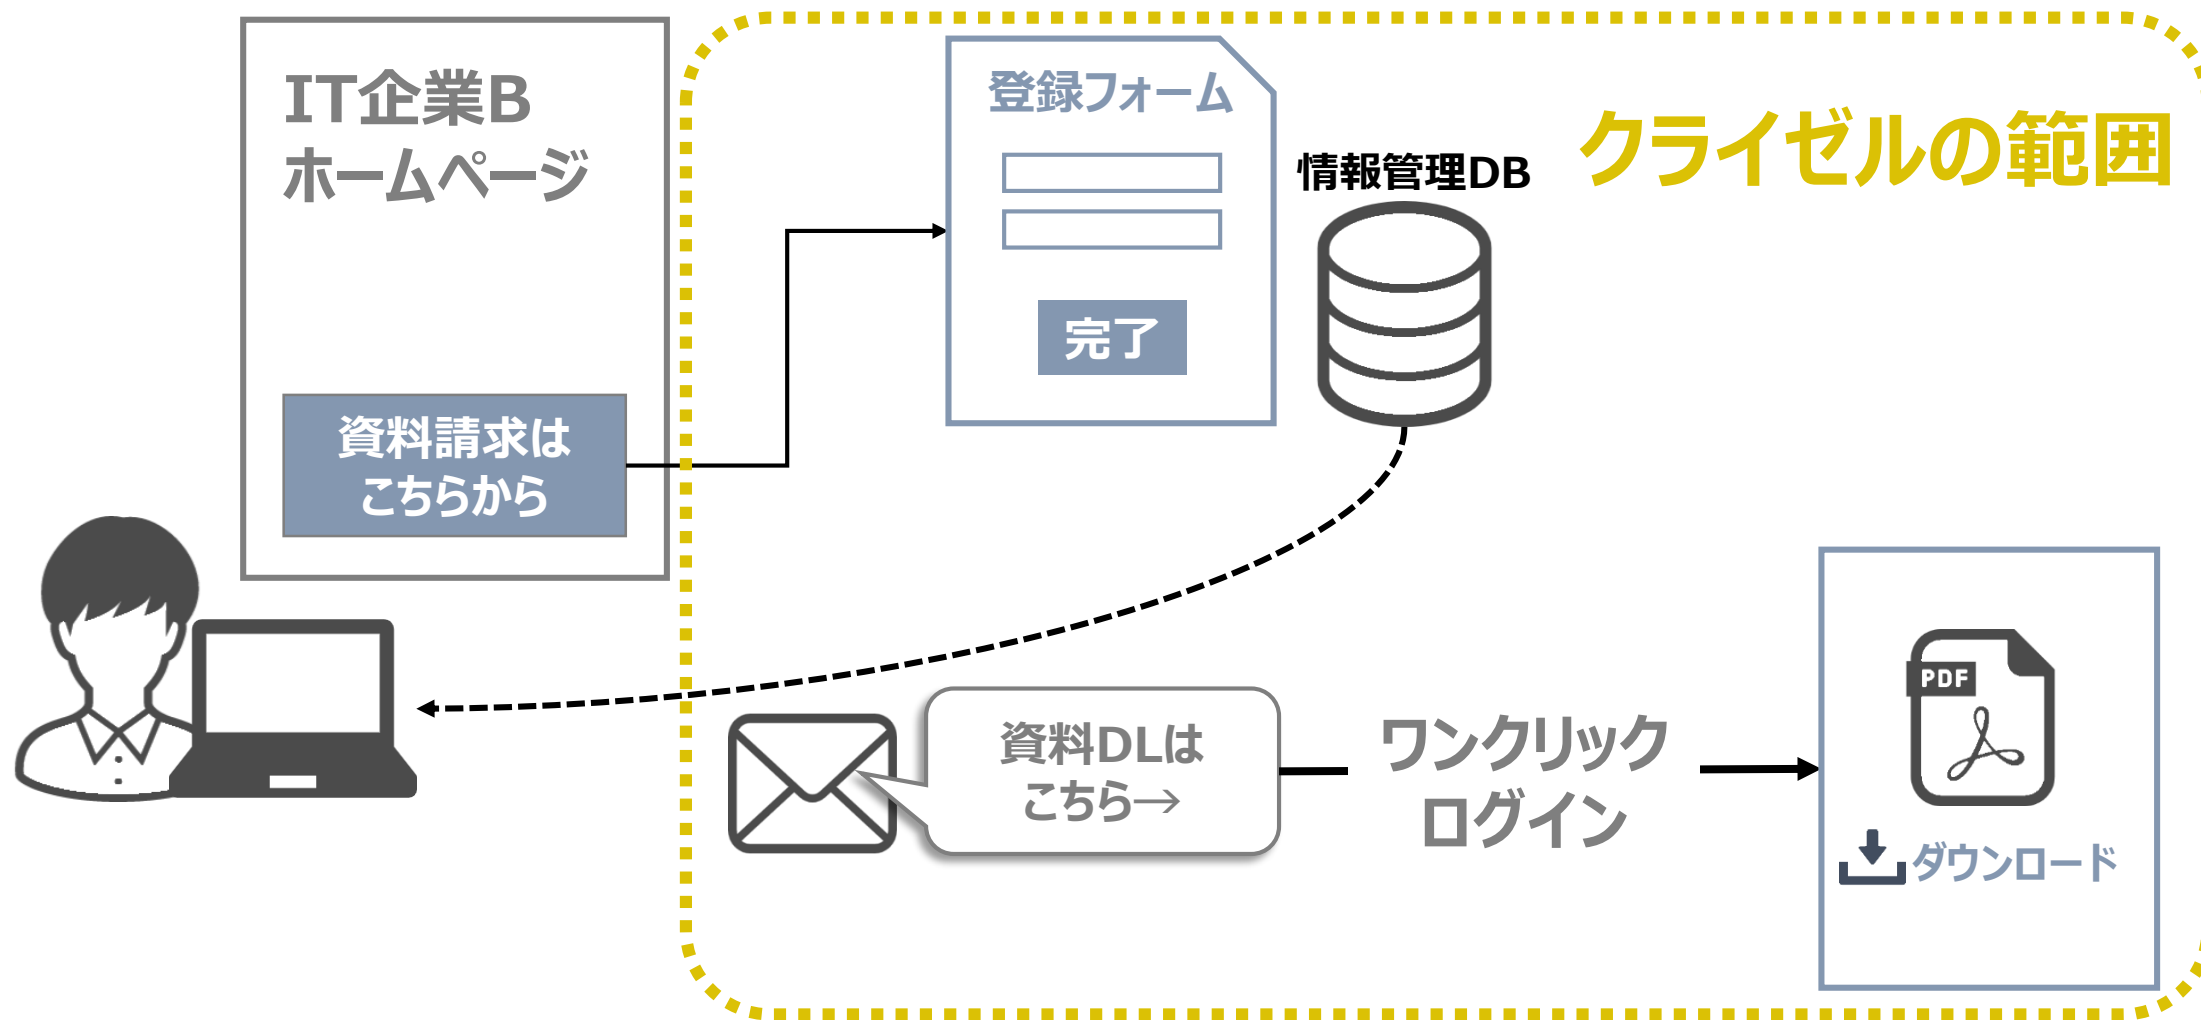 IT企業B
ホームページ
資料請求は
こちらから
登録フォーム
完了
情報管理DB
クライゼルの範囲
資料DLは
こちら→
ワンクリック
ログイン
PDF
ダウンロード